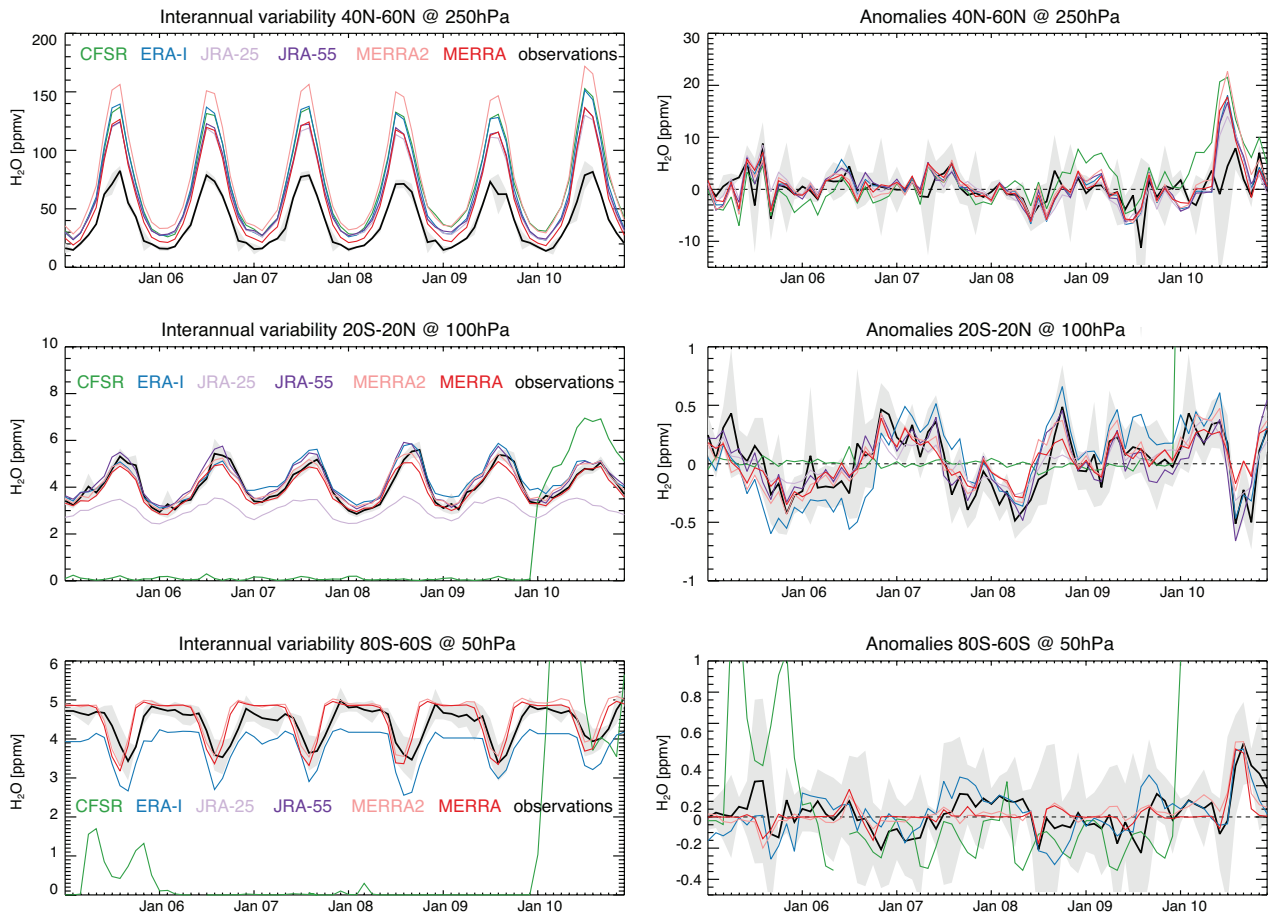 Interannual variability 40N-60N @ 250hPa
200
150
100
50
0
H₂O [ppmv]
CFSR ERA-I JRA-25 JRA-55 MERRA2 MERRA observations
Jan 06 Jan 07 Jan 08 Jan 09 Jan 10
Anomalies 40N-60N @ 250hPa
30
20
10
0
-10
H₂O [ppmv]
Jan 06 Jan 07 Jan 08 Jan 09 Jan 10
Interannual variability 20S-20N @ 100hPa
10
8
6
4
2
0
H₂O [ppmv]
CFSR ERA-I JRA-25 JRA-55 MERRA2 MERRA observations
Jan 06 Jan 07 Jan 08 Jan 09 Jan 10
Anomalies 20S-20N @ 100hPa
1
0.5
0
-0.5
-1
H₂O [ppmv]
Jan 06 Jan 07 Jan 08 Jan 09 Jan 10
Interannual variability 80S-60S @ 50hPa
6
5
4
3
2
1
0
H₂O [ppmv]
CFSR ERA-I JRA-25 JRA-55 MERRA2 MERRA observations
Jan 06 Jan 07 Jan 08 Jan 09 Jan 10
Anomalies 80S-60S @ 50hPa
1
0.8
0.6
0.4
0.2
0
-0.2
-0.4
H₂O [ppmv]
Jan 06 Jan 07 Jan 08 Jan 09 Jan 10